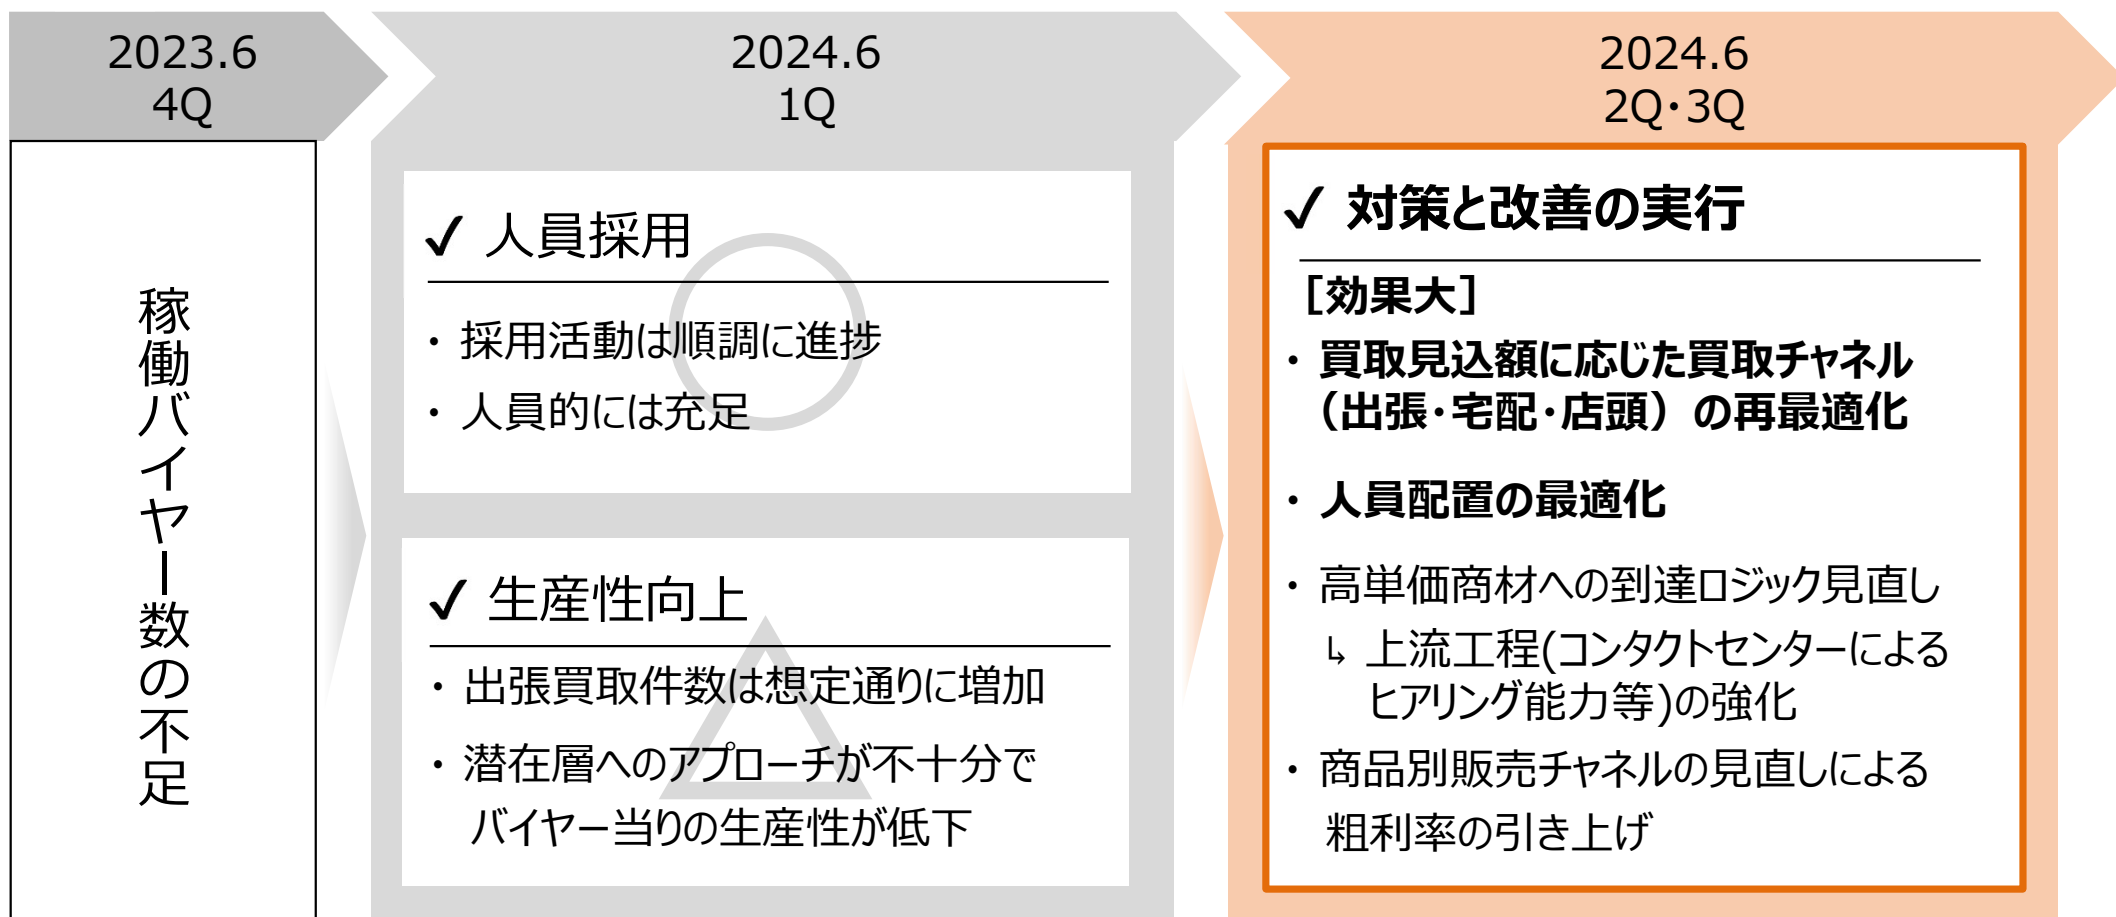 2023.6
4Q
稼働バイヤー数の不足
2024.6
1Q
✓ 人員採用
・採用活動は順調に進捗
・人員的には充足
✓ 生産性向上
・出張買取件数は想定通りに増加
・潜在層へのアプローチが不十分で
バイヤー当りの生産性が低下
2024.6
2Q・3Q
✓ 対策と改善の実行
［効果大］
・買取見込額に応じた買取チャネル
（出張・宅配・店頭）の再最適化
・人員配置の最適化
・高単価商材への到達ロジック見直し
↳ 上流工程(コンタクトセンターによる
ヒアリング能力等)の強化
・商品別販売チャネルの見直しによる
粗利率の引き上げ